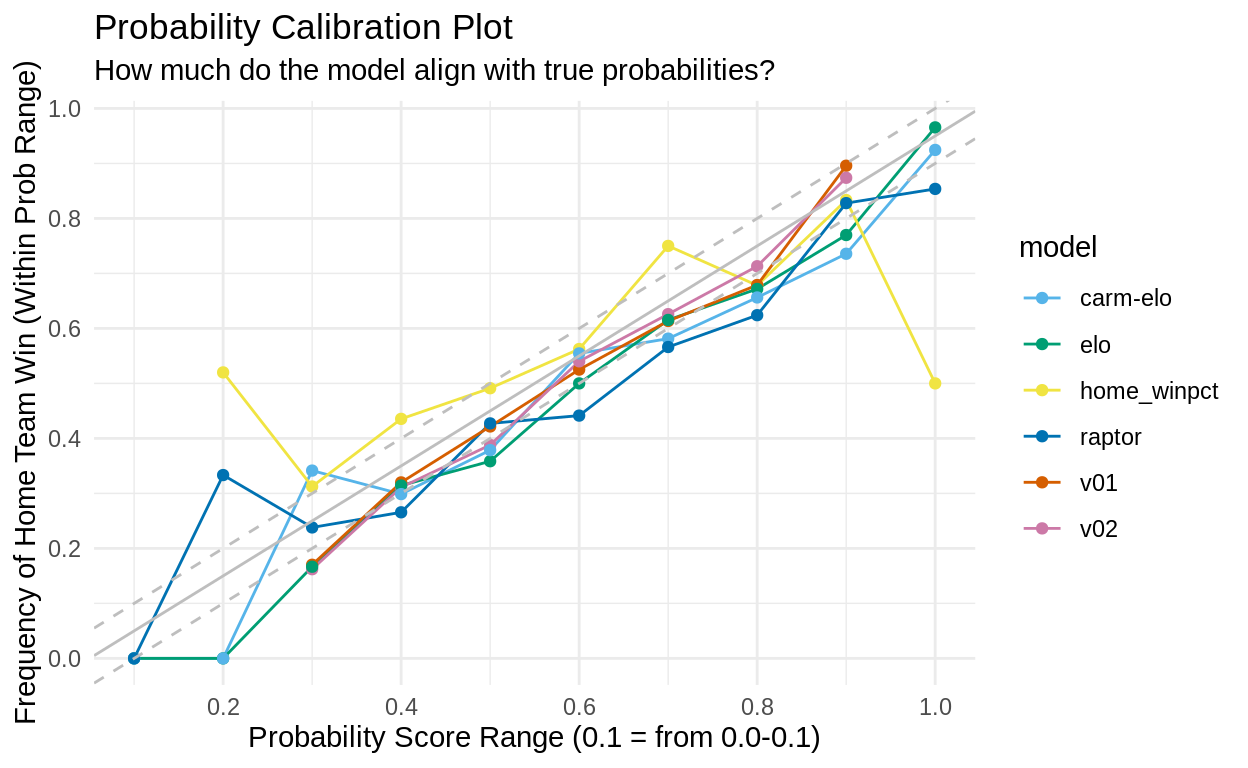 Probability Calibration Plot
How much do the model align with true probabilities?
Frequency of Home Team Win (Within Prob Range)
1.0
0.8
0.6
0.4
0.2
0.0
0.2
0.4
0.6
0.8
1.0
Probability Score Range (0.1 = from 0.0-0.1)
model
carm-elo
elo
home_winpct
raptor
v01
v02